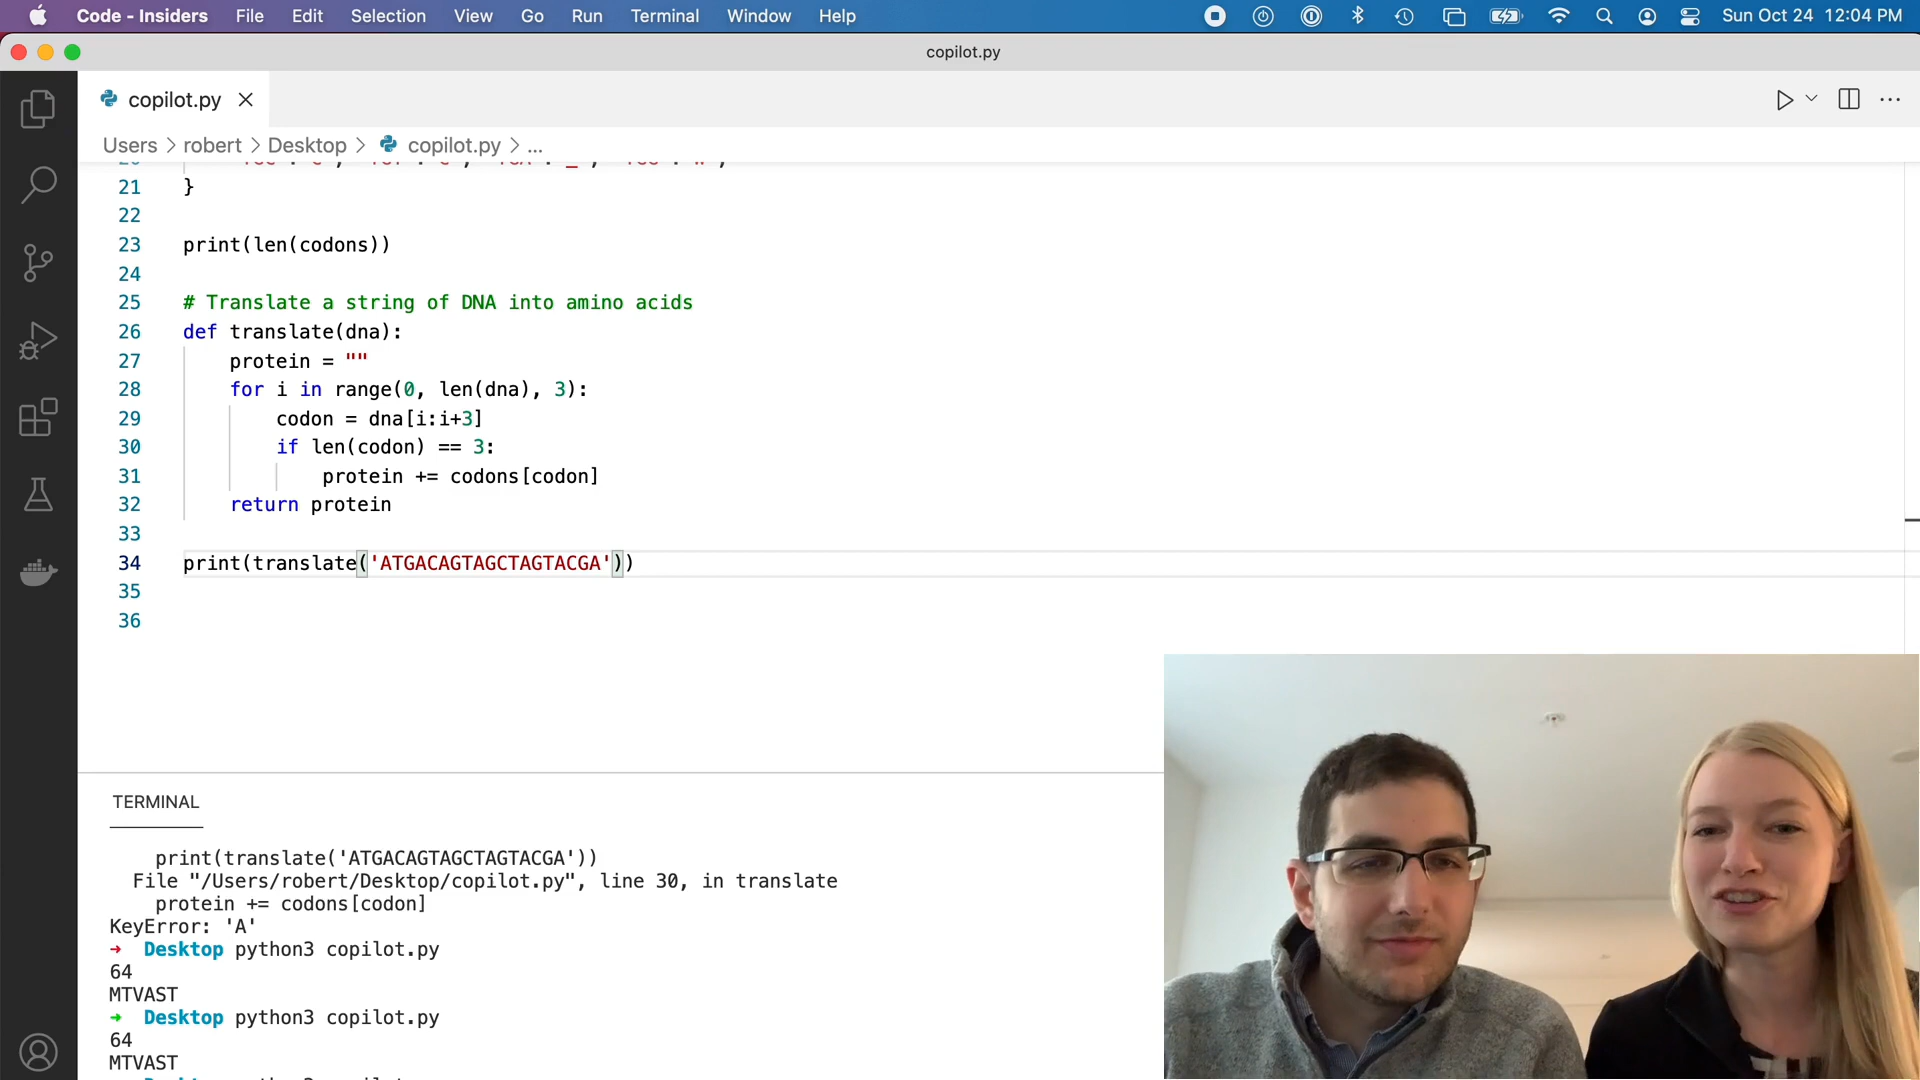 Code - Insiders File Edit Selection View Go Run Terminal Window Help Sun Oct 24 12:04 PM
copilot.py
copilot.py
Users > robert > Desktop > copilot.py > ...
21 }
22
23 print(len(codons))
24
25 # Translate a string of DNA into amino acids
26 def translate(dna):
27 protein = ""
28 for i in range(0, len(dna), 3):
29 codon = dna[i:i+3]
30 if len(codon) == 3:
31 protein += codons[codon]
32 return protein
33
34 print(translate('ATGACAGTAGCTAGTACGA'))
35
36
TERMINAL
print(translate('ATGACAGTAGCTAGTACGA'))
File "/Users/robert/Desktop/copilot.py", line 30, in translate
protein += codons[codon]
KeyError: 'A'
→ Desktop python3 copilot.py
64
MTVAST
→ Desktop python3 copilot.py
64
MTVAST